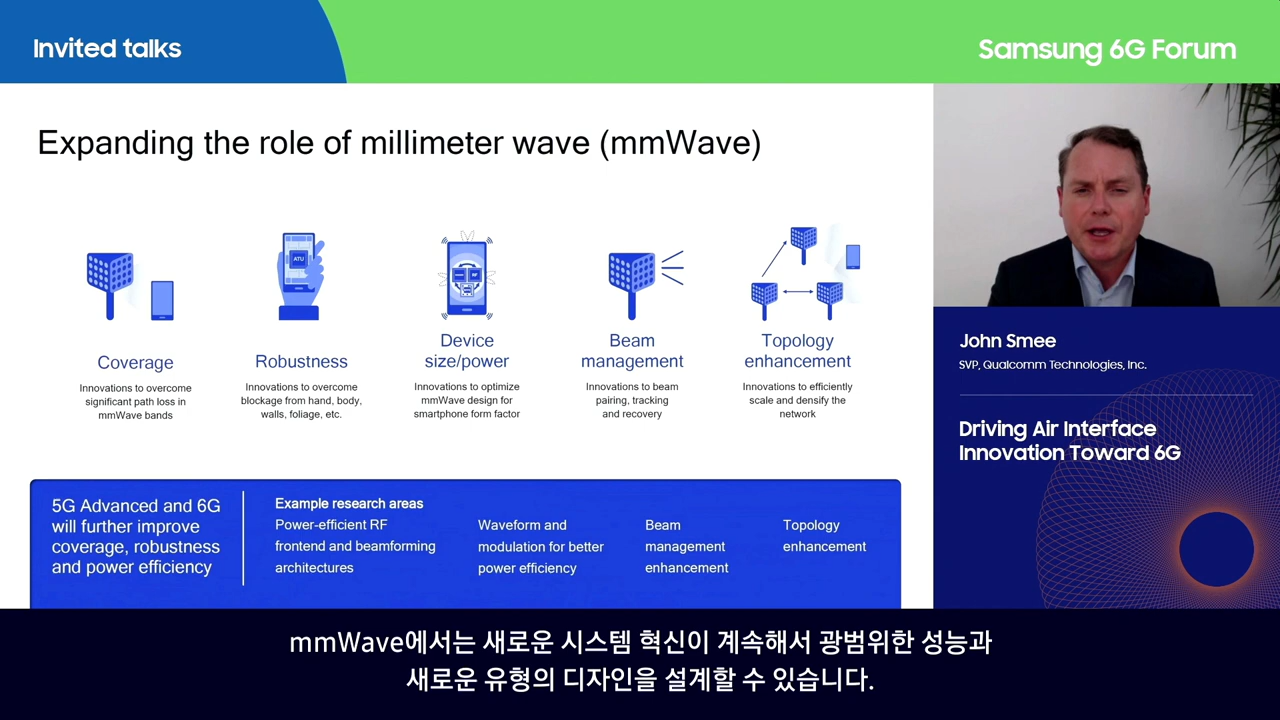 Invited talks
Samsung 6G Forum
Expanding the role of millimeter wave (mmWave)
ATU
RF
Coverage
Innovations to overcome
significant path loss in
mmWave bands
Robustness
Innovations to overcome
blockage from hand, body,
walls, foliage, etc.
Device
size/power
Innovations to optimize
mmWave design for
smartphone form factor
Beam
management
Innovations to beam
pairing, tracking
and recovery
Topology
enhancement
Innovations to efficiently
scale and densify the
network
5G Advanced and 6G
will further improve
coverage, robustness
and power efficiency
Example research areas
Power-efficient RF
frontend and beamforming
architectures
Waveform and
modulation for better
power efficiency
Beam
management
enhancement
Topology
enhancement
John Smee
SVP, Qualcomm Technologies, Inc.
Driving Air Interface
Innovation Toward 6G
mmWave에서는 새로운 시스템 혁신이 계속해서 광범위한 성능과
새로운 유형의 디자인을 설계할 수 있습니다.